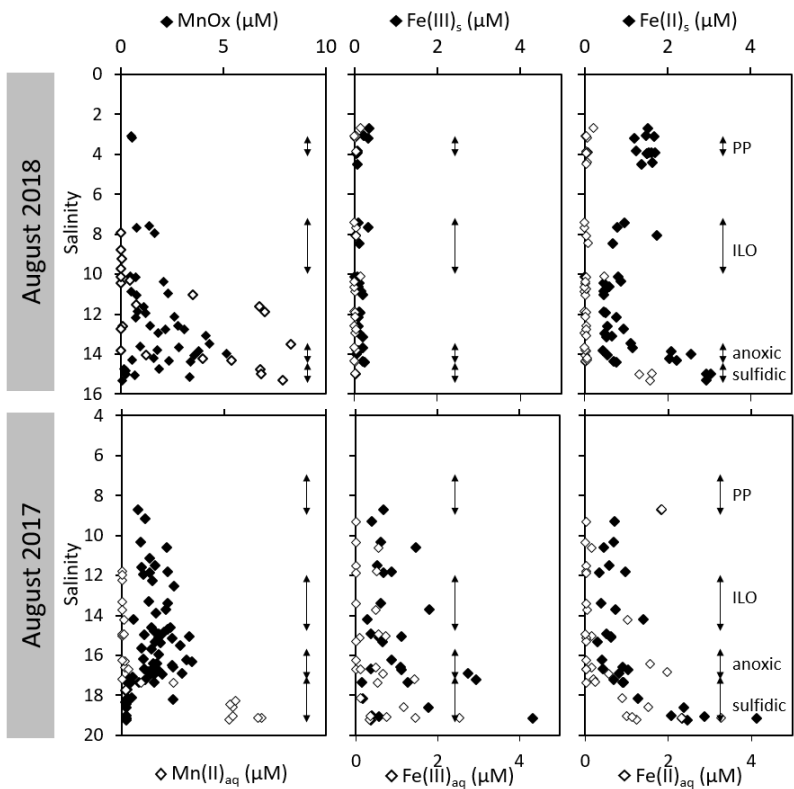 ◆ MnOx (µM) ◆ Fe(III)s (µM) ◆ Fe(II)s (µM)
0 5 10 0 2 4 0 2 4
August 2018
Salinity
0
2
4
6
8
10
12
14
16
PP
ILO
anoxic
sulfidic
August 2017
Salinity
4
6
8
10
12
14
16
18
20
PP
ILO
anoxic
sulfidic
0 2 4 0 2 4
◇ Mn(II)aq (µM) ◇ Fe(III)aq (µM) ◇ Fe(II)aq (µM)